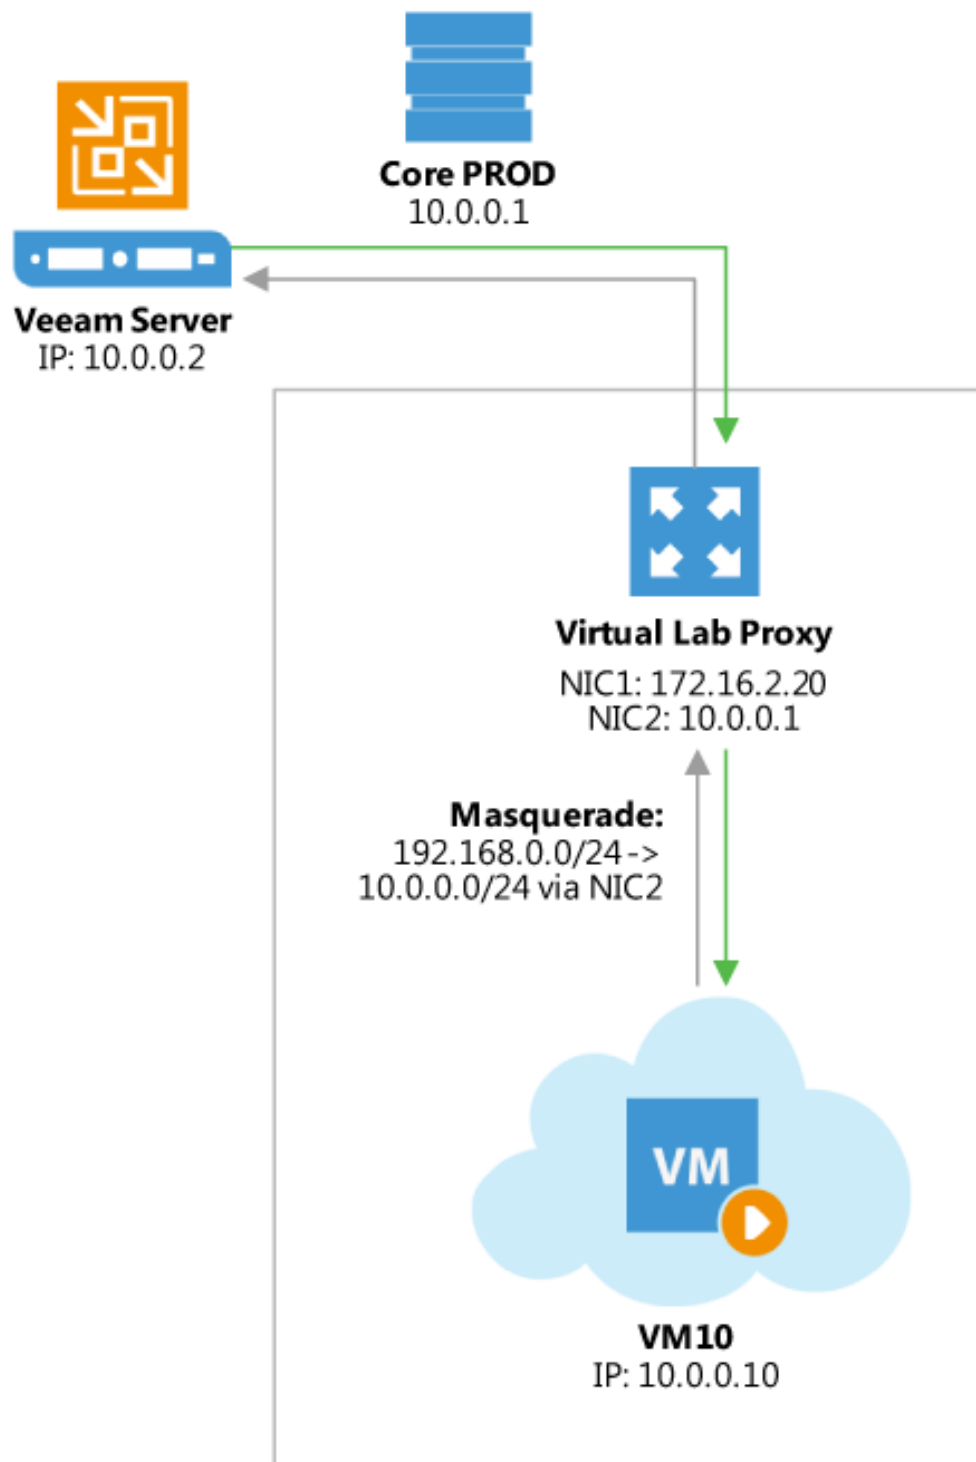 Core PROD
10.0.0.1
Veeam Server
IP: 10.0.0.2
Virtual Lab Proxy
NIC1: 172.16.2.20
NIC2: 10.0.0.1
Masquerade:
192.168.0.0/24->
10.0.0.0/24 via NIC2
VM
VM10
IP: 10.0.0.10